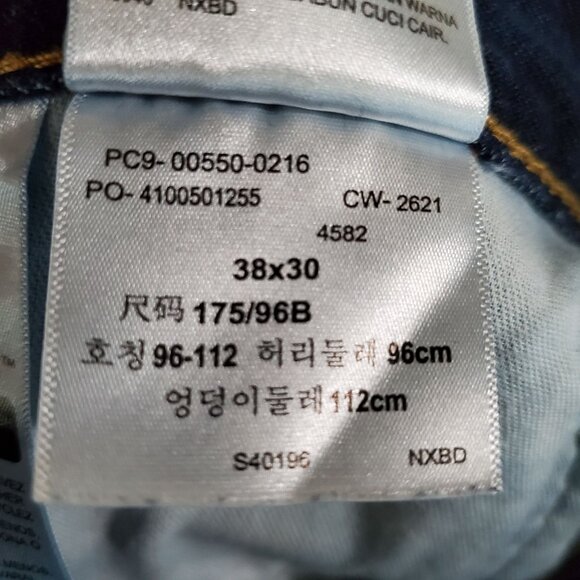 NXBD
WARNA
CUCI CAIR.
PC9- 00550-0216
PO- 4100501255 CW- 2621
4582
38x30
尺码 175/96B
호칭 96-112 허리둘레 96cm
엉덩이둘레 112cm
S40196 NXBD